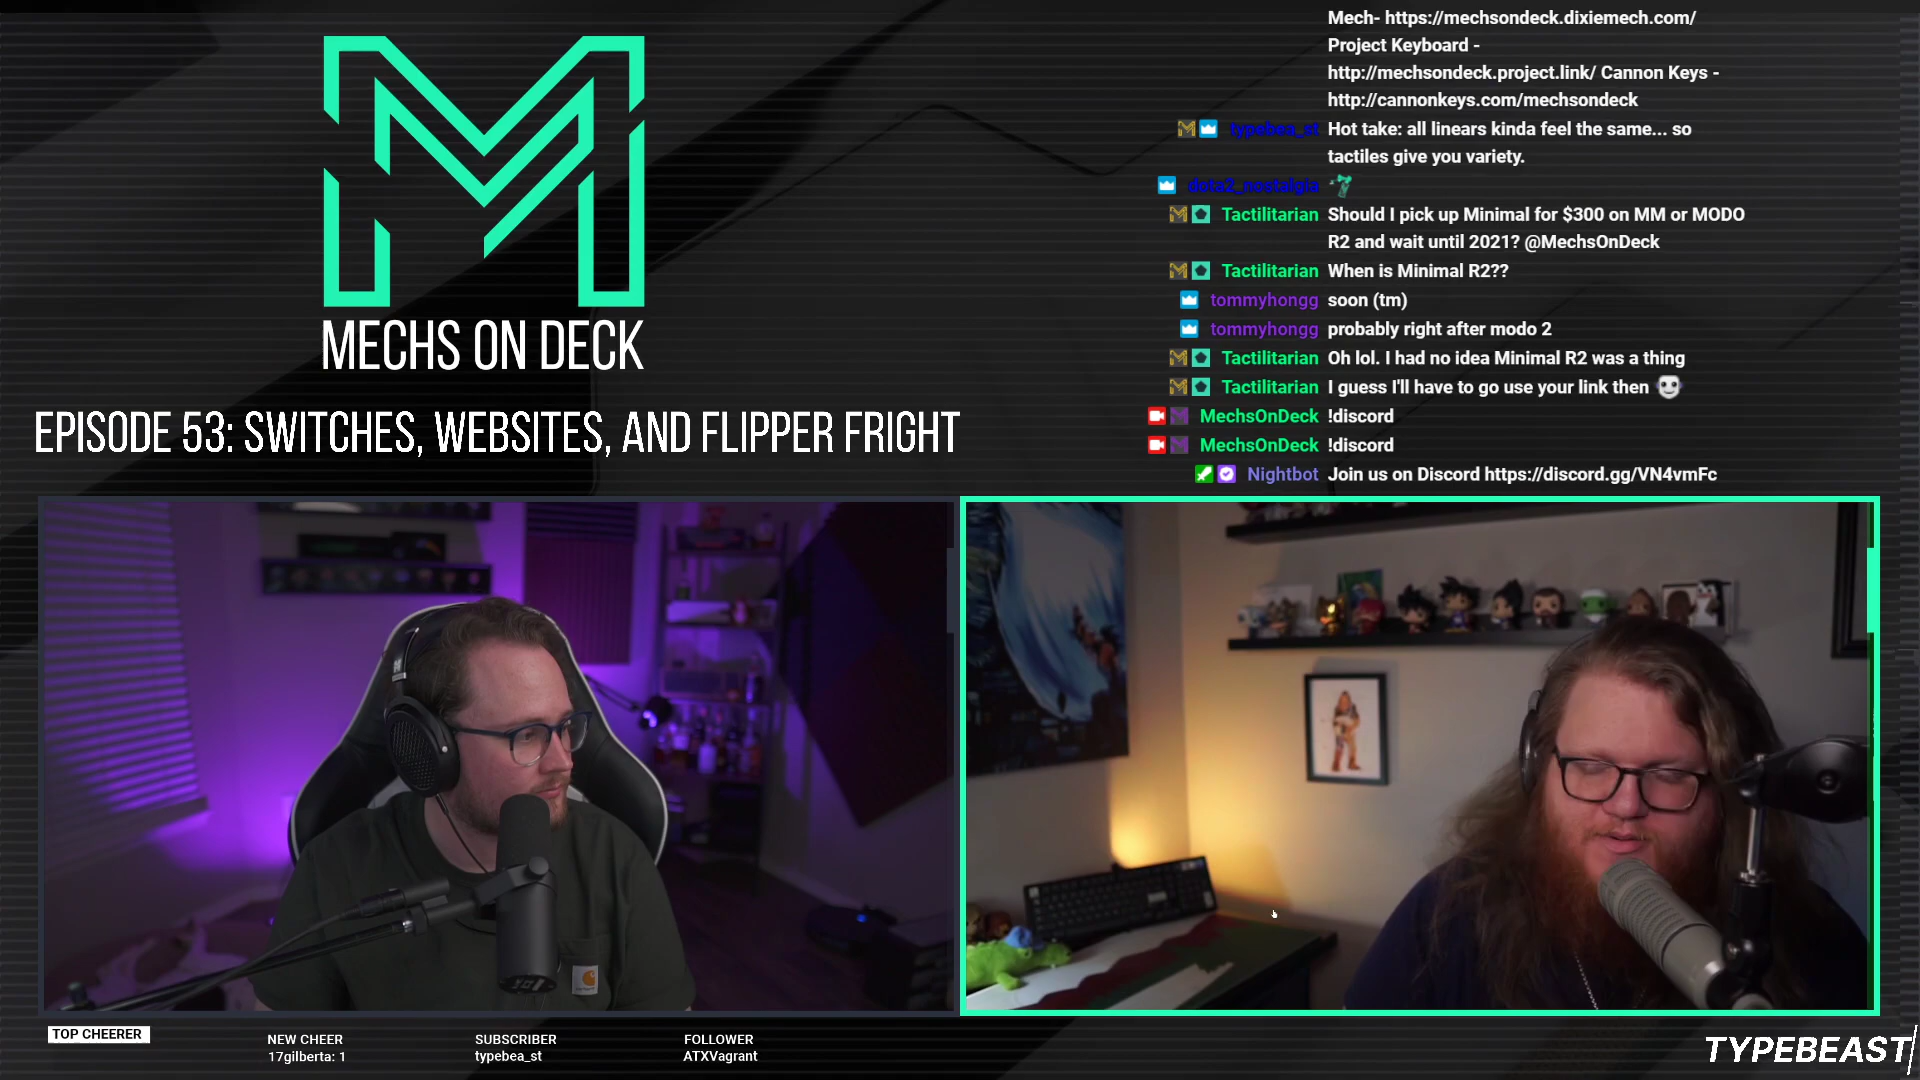 MECHS ON DECK
EPISODE 53: SWITCHES, WEBSITES, AND FLIPPER FRIGHT
Mech- https://mechsondeck.dixiemech.com/
Project Keyboard -
http://mechsondeck.project.link/ Cannon Keys -
http://cannonkeys.com/mechsondeck
typebea_st Hot take: all linears kinda feel the same... so
tactiles give you variety.
dota2_nostalgia
Tactilitarian Should I pick up Minimal for $300 on MM or MODO
R2 and wait until 2021? @MechsOnDeck
Tactilitarian When is Minimal R2??
tommyhongg soon (tm)
tommyhongg probably right after modo 2
Tactilitarian Oh lol. I had no idea Minimal R2 was a thing
Tactilitarian I guess I'll have to go use your link then
MechsOnDeck !discord
MechsOnDeck !discord
Nightbot Join us on Discord https://discord.gg/VN4vmFc
TOP CHEERER
NEW CHEER
17gilberta: 1
SUBSCRIBER
typebea_st
FOLLOWER
ATXVagrant
TYPEBEAST/